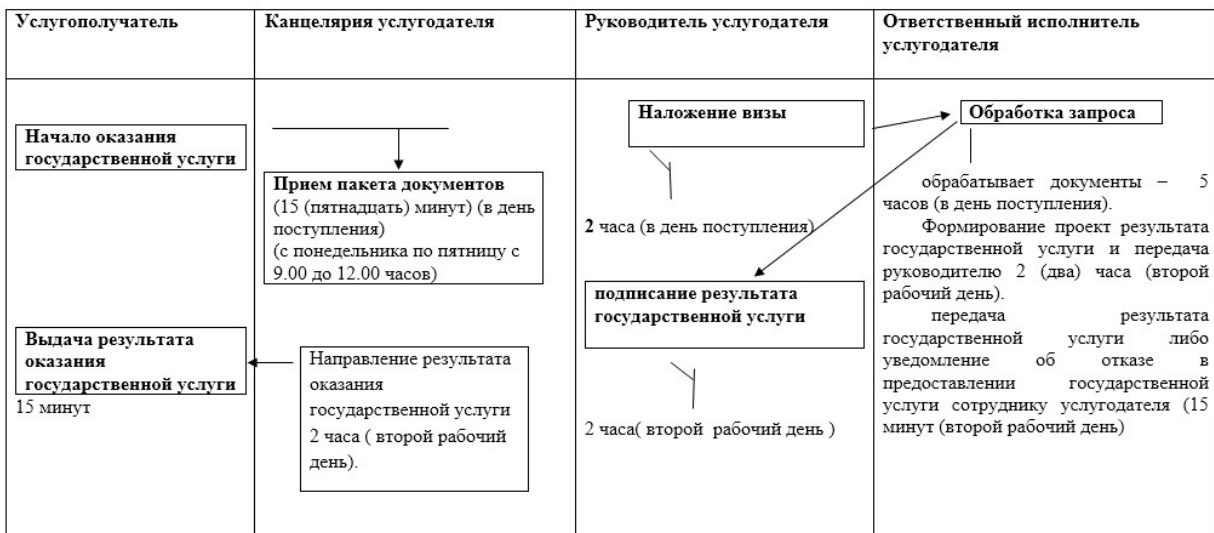 Услугополучатель
Канцелярия услугодателя
Руководитель услугодателя
Ответственный исполнитель
услугодателя
Начало оказания
государственной услуги
Выдача результата
оказания
государственной услуги
15 минут
Прием пакета документов
(15 (пятнадцать) минут) (в день
поступления)
(с понедельника по пятницу с
9.00 до 12.00 часов)
Направление результата
оказания
государственной услуги
2 часа ( второй рабочий
день).
Наложение визы
2 часа (в день поступления)
подписание результата
государственной услуги
2 часа( второй рабочий день )
Обработка запроса
обрабатывает документы – 5
часов (в день поступления).
Формирование проект результата
государственной услуги и передача
руководителю 2 (два) часа (второй
рабочий день).
передача результата
государственной услуги либо
уведомление об отказе в
предоставлении государственной
услуги сотруднику услугодателя (15
минут (второй рабочий день)